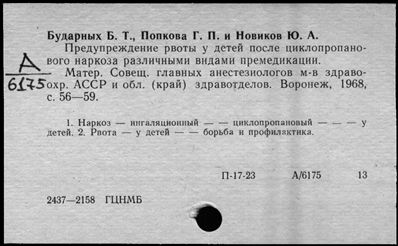 Бударных Б. Т., Попкова Г. П. и Новиков Ю. А.
Предупреждение рвоты у детей после циклопропано-
вого наркоза различными видами премедикации.
А
6175
Матер. Совещ. главных анестезиологов м-в здраво-
охр. АССР и обл. (край) здравотделов. Воронеж, 1968,
с. 56—59.
1. Наркоз — ингаляционный — — циклопропановый — — — у
детей. 2. Рвота — у детей — — борьба и профилактика.
П-17-23 А/6175 13
2437—2158 ГЦНМБ